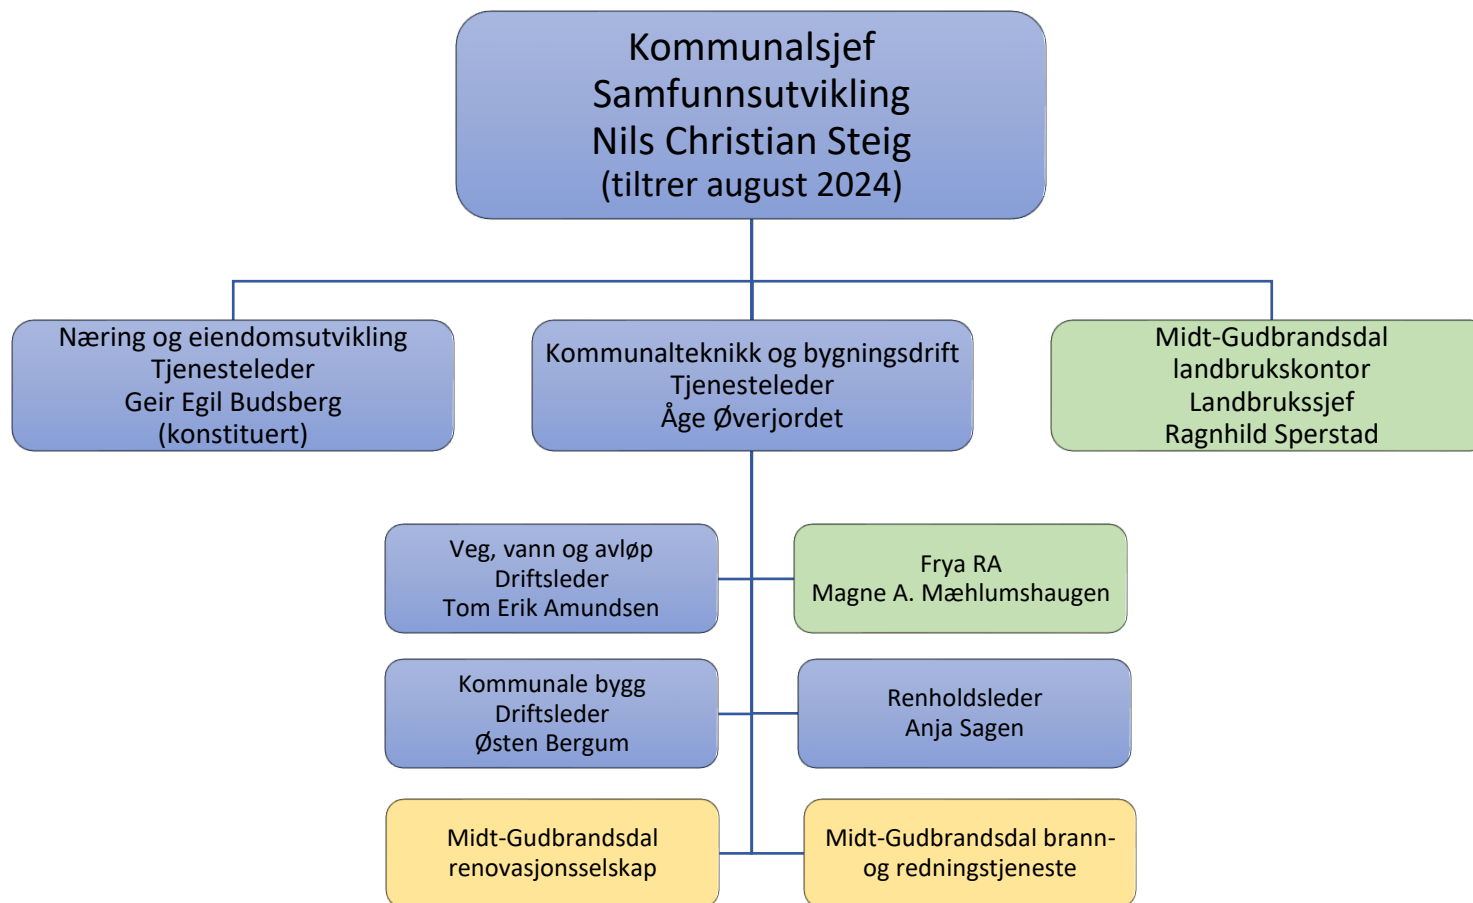 Kommunalsjef
Samfunnsutvikling
Nils Christian Steig
(tiltrer august 2024)
Næring og eiendomsutvikling
Tjenesteleder
Geir Egil Budsberg
(konstituert)
Kommunalteknikk og bygningsdrift
Tjenesteleder
Åge Øverjordet
Midt-Gudbrandsdal
landbrukskontor
Landbrukssjef
Ragnhild Sperstad
Veg, vann og avløp
Driftsleder
Tom Erik Amundsen
Frya RA
Magne A. Mæhlumshaugen
Kommunale bygg
Driftsleder
Østen Bergum
Renholdsleder
Anja Sagen
Midt-Gudbrandsdal
renovasjonsselskap
Midt-Gudbrandsdal brann-
og redningstjeneste